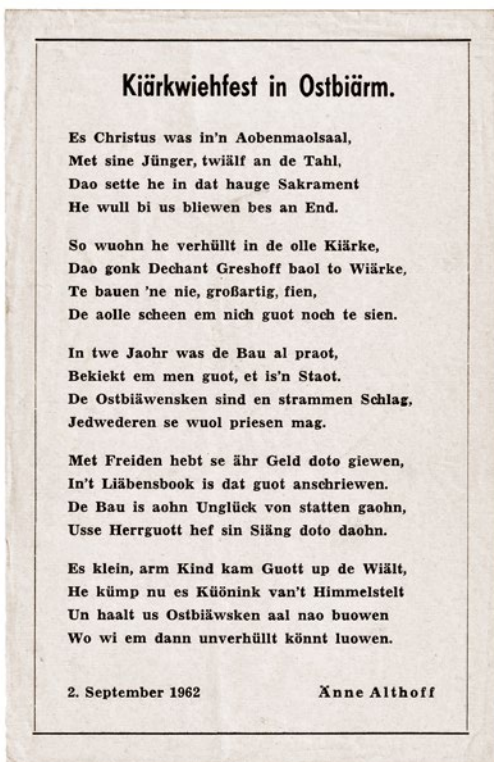 Kiärkwiehfest in Ostbiärm.
Es Christus was in'n Aobenmaolsaal,
Met sine Jünger, twiälf an de Tahl,
Dao sette he in dat hauge Sakrament
He wull bi us bliewen bes an End.
So wuohn he verhüllt in de olle Kiärke,
Dao gonk Dechant Greshoff baol to Wiärke,
Te bauen 'ne nie, großartig, fien,
De aolle scheen em nich guot noch te sien.
In twe Jaohr was de Bau al praot,
Bekiekt em men guot, et is'n Staot.
De Ostbiäwensken sind en strammen Schlag,
Jedwederen se wuol priesen mag.
Met Freiden hebt se ähr Geld doto giewen,
In't Liäbensbook is dat guot anschriewen.
De Bau is aohn Unglück von statten gaohn,
Usse Herrguott hef sin Siäng doto daohn.
Es klein, arm Kind kam Guott up de Wiält,
He kümp nu es Küönink van't Himmelstelt
Un haalt us Ostbiäwsken aal nao buowen
Wo wi em dann unverhüllt könnt luowen.
2. September 1962 Änne Althoff